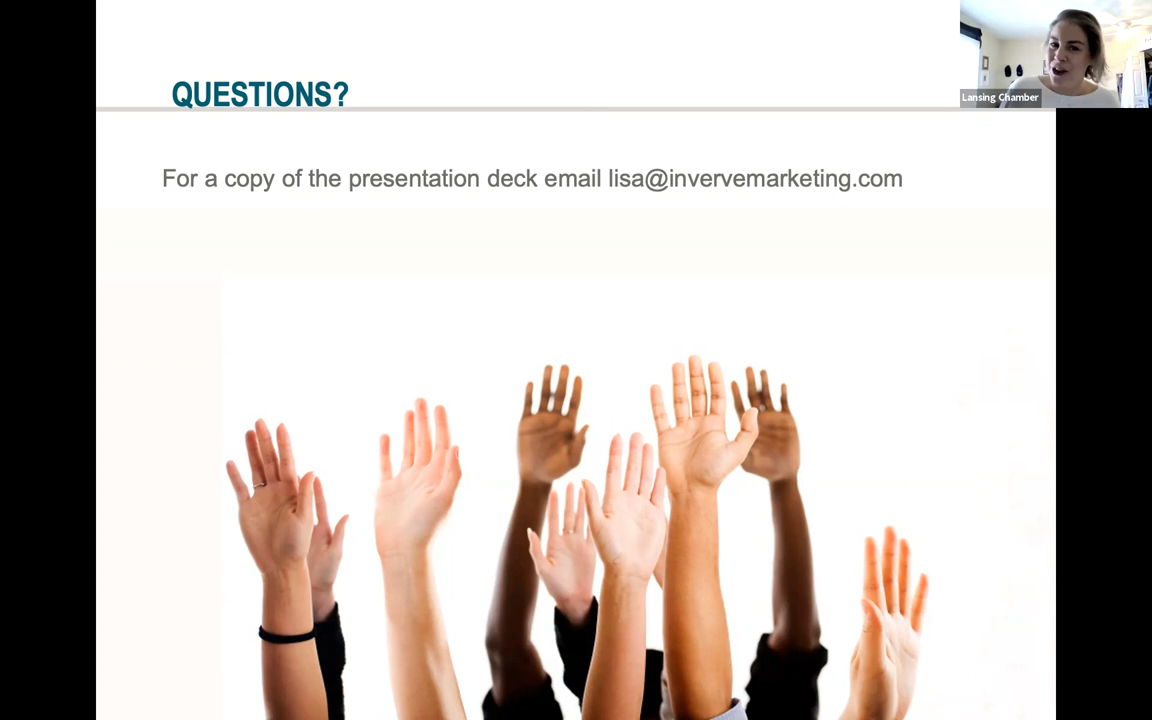 QUESTIONS?
Lansing Chamber
For a copy of the presentation deck email lisa@invervemarketing.com